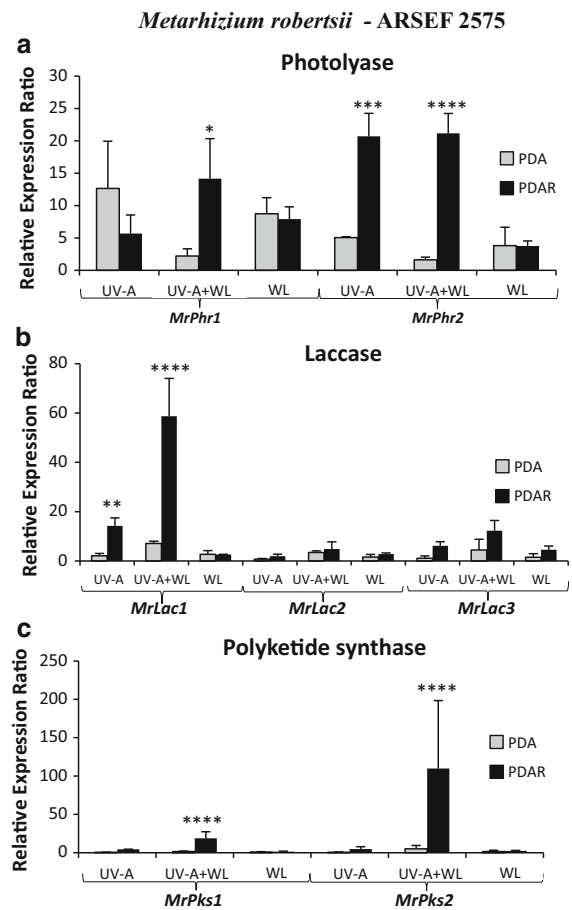 Metarhizium robertsii - ARSEF 2575
a
Photolyase
Relative Expression Ratio
30
25
20
15
10
5
0
*
***
****
PDA
PDAR
UV-A UV-A+WL WL UV-A UV-A+WL WL
MrPhr1 MrPhr2
b
Laccase
Relative Expression Ratio
80
60
40
20
0
**
****
PDA
PDAR
UV-A UV-A+WL WL UV-A UV-A+WL WL UV-A UV-A+WL WL
MrLac1 MrLac2 MrLac3
c
Polyketide synthase
Relative Expression Ratio
250
200
150
100
50
0
****
****
PDA
PDAR
UV-A UV-A+WL WL UV-A UV-A+WL WL
MrPks1 MrPks2